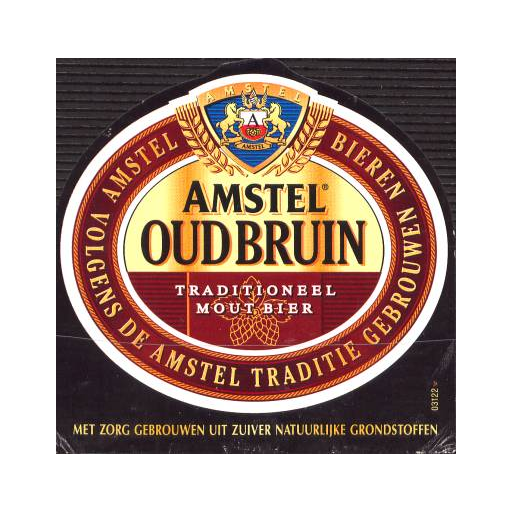 AMSTEL
A
AMSTEL
AMSTEL BIEREN
VOLGENS DE AMSTEL TRADITIE GEBROUWEN
AMSTEL®
OUD BRUIN
TRADITIONEEL
MOUT BIER
03122
MET ZORG GEBROUWEN UIT ZUIVER NATUURLIJKE GRONDSTOFFEN